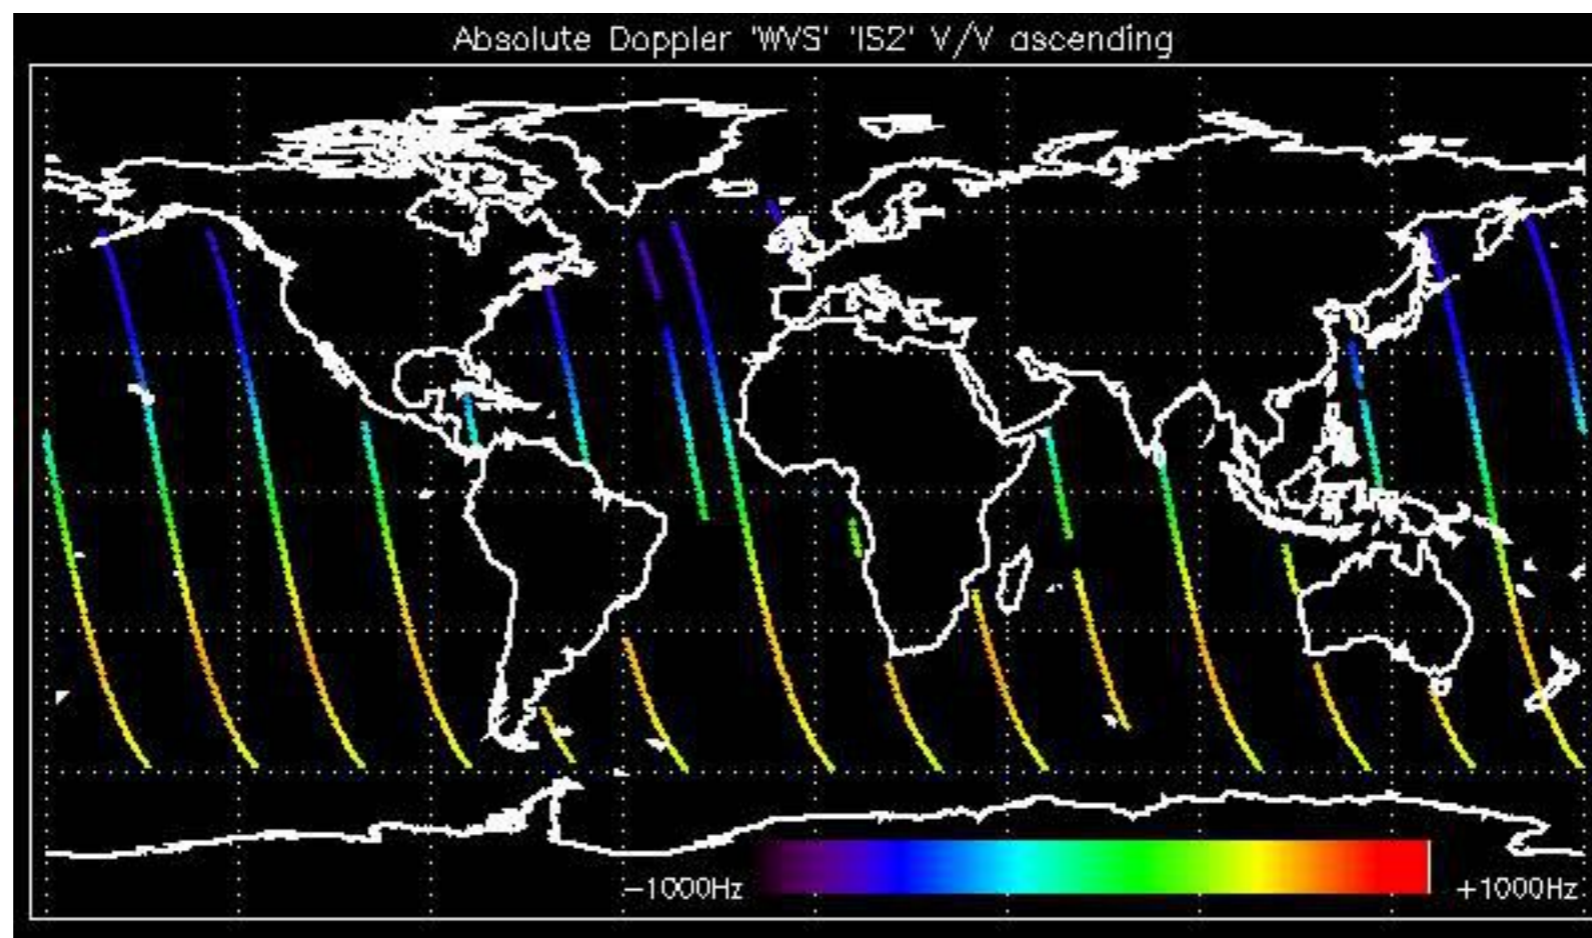 Absolute Doppler 'WVS' 'IS2' V/V ascending
-1000Hz
+1000Hz